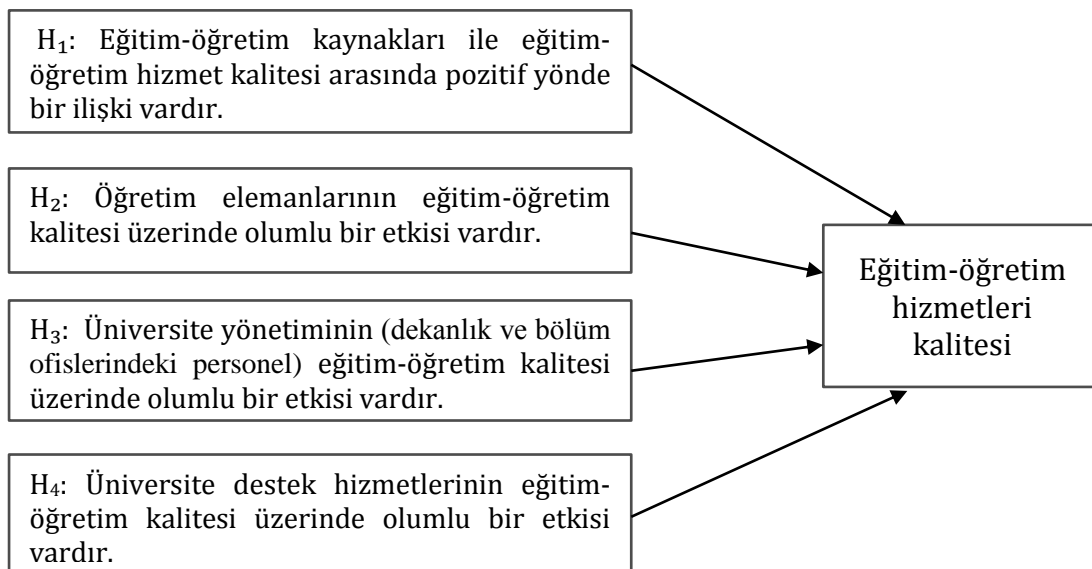 H₁: Eğitim-öğretim kaynakları ile eğitim-
öğretim hizmet kalitesi arasında pozitif yönde
bir ilişki vardır.
H₂: Öğretim elemanlarının eğitim-öğretim
kalitesi üzerinde olumlu bir etkisi vardır.
H₃: Üniversite yönetiminin (dekanlık ve bölüm
ofislerindeki personel) eğitim-öğretim kalitesi
üzerinde olumlu bir etkisi vardır.
H₄: Üniversite destek hizmetlerinin eğitim-
öğretim kalitesi üzerinde olumlu bir etkisi
vardır.
Eğitim-öğretim
hizmetleri
kalitesi